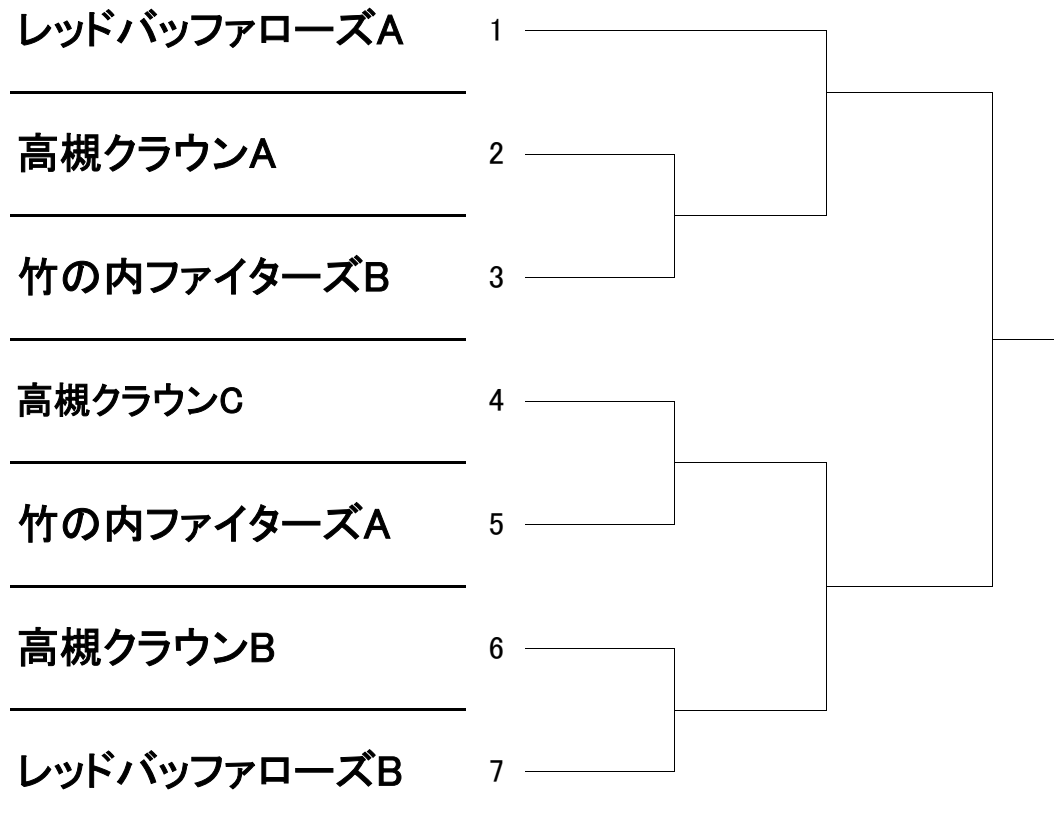 レッドバッファローズA 1
高槻クラウンA 2
竹の内ファイターズB 3
高槻クラウンC 4
竹の内ファイターズA 5
高槻クラウンB 6
レッドバッファローズB 7